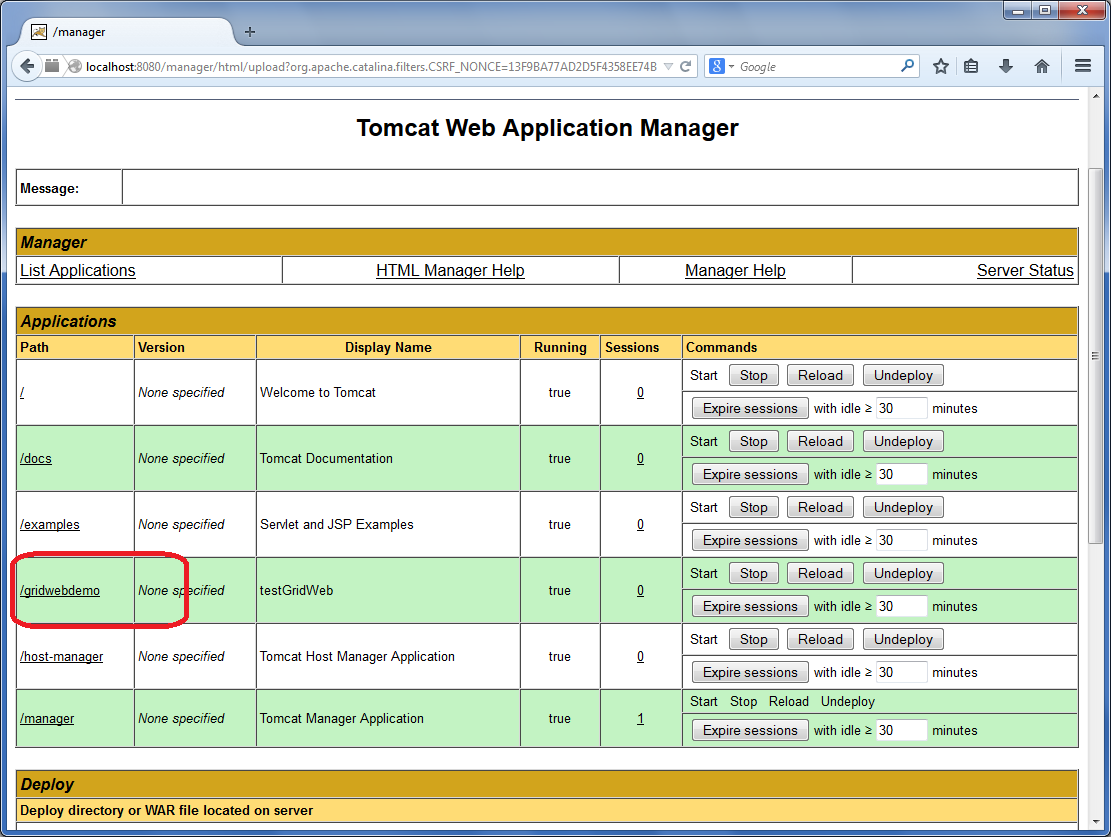 /manager
localhost:8080/manager/html/upload?org.apache.catalina.filters.CSRF_NONCE=13F9BA77AD2D5F4358EE74B
8 Google
Tomcat Web Application Manager
Message:
Manager
List Applications HTML Manager Help Manager Help Server Status
Applications
Path Version Display Name Running Sessions Commands
Start Stop Reload Undeploy
/ None specified Welcome to Tomcat true 0
Expire sessions with idle ≥ 30 minutes
Start Stop Reload Undeploy
/docs None specified Tomcat Documentation true 0
Expire sessions with idle ≥ 30 minutes
Start Stop Reload Undeploy
/examples None specified Servlet and JSP Examples true 0
Expire sessions with idle ≥ 30 minutes
Start Stop Reload Undeploy
/gridwebdemo None specified testGridWeb true 0
Expire sessions with idle ≥ 30 minutes
Start Stop Reload Undeploy
/host-manager None specified Tomcat Host Manager Application true 0
Expire sessions with idle ≥ 30 minutes
Start Stop Reload Undeploy
/manager None specified Tomcat Manager Application true 1
Expire sessions with idle ≥ 30 minutes
Deploy
Deploy directory or WAR file located on server